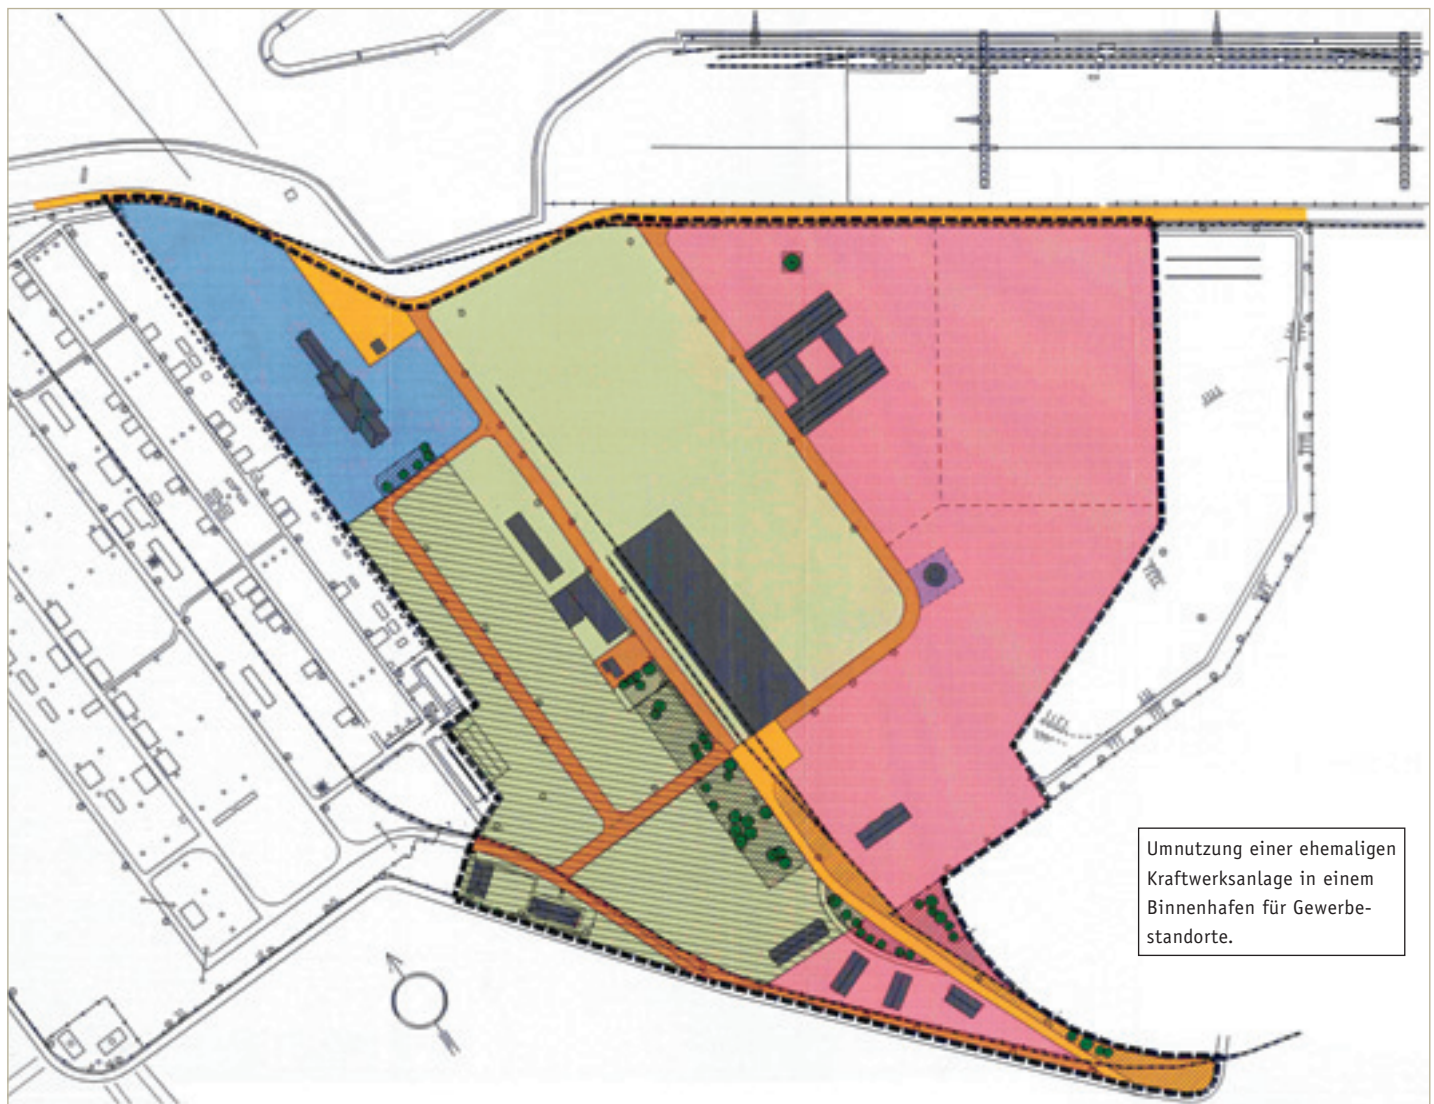 Umnutzung einer ehemaligen
Kraftwerksanlage in einem
Binnenhafen für Gewerbe-
standorte.